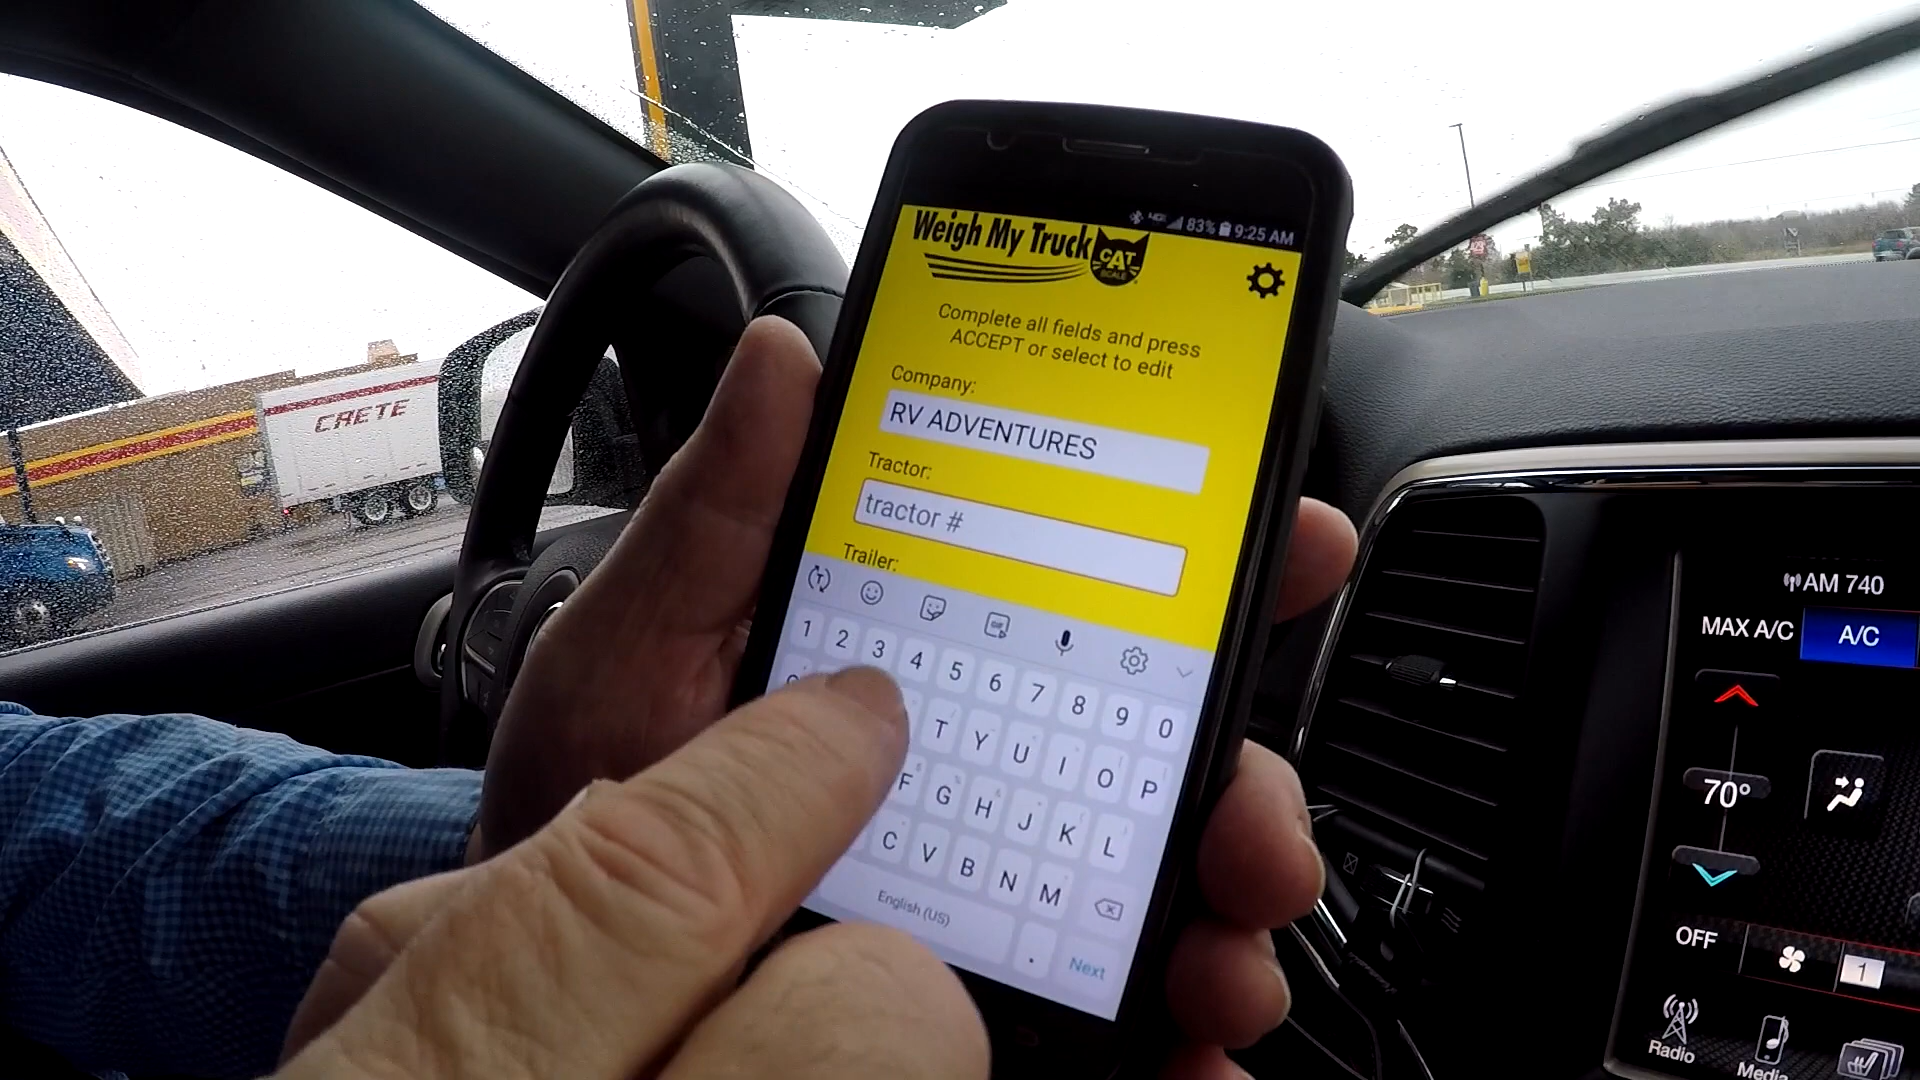 83% 9:25 AM
Weigh My Truck
CAT
SCALE
Complete all fields and press
ACCEPT or select to edit
Company:
RV ADVENTURES
Tractor:
tractor #
Trailer:
1 2 3 4 5 6 7 8 9 0
T Y U I O P
F G H J K L
C V B N M
English (US)
. Next
CRETE
AM 740
MAX A/C A/C
70°
OFF 1
Radio Media